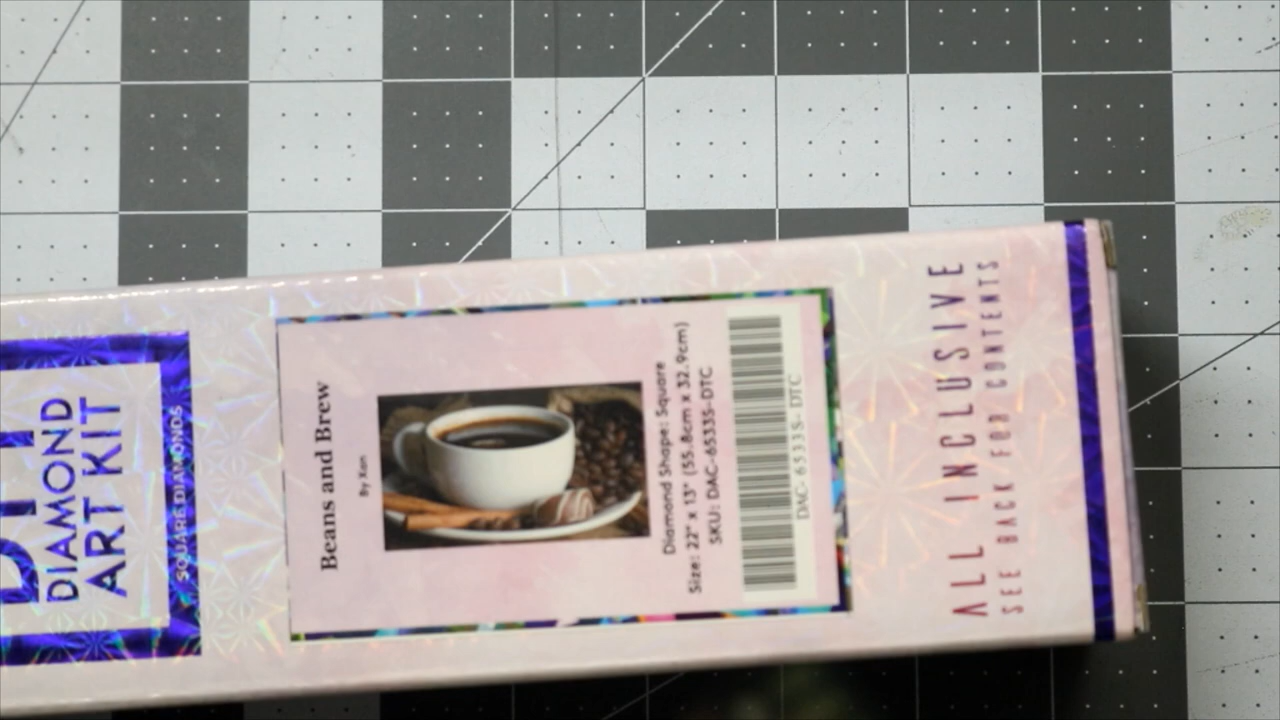 DIY
DIAMOND
ART KIT
SQUARE DIAMONDS
Beans and Brew
By Xan
Diamond Shape: Square
Size: 22" x 13" (55.8cm x 32.9cm)
SKU: DAC-6533S-DTC
DAC- 6533S- DTC
ALL INCLUSIVE
SEE BACK FOR CONTENTS